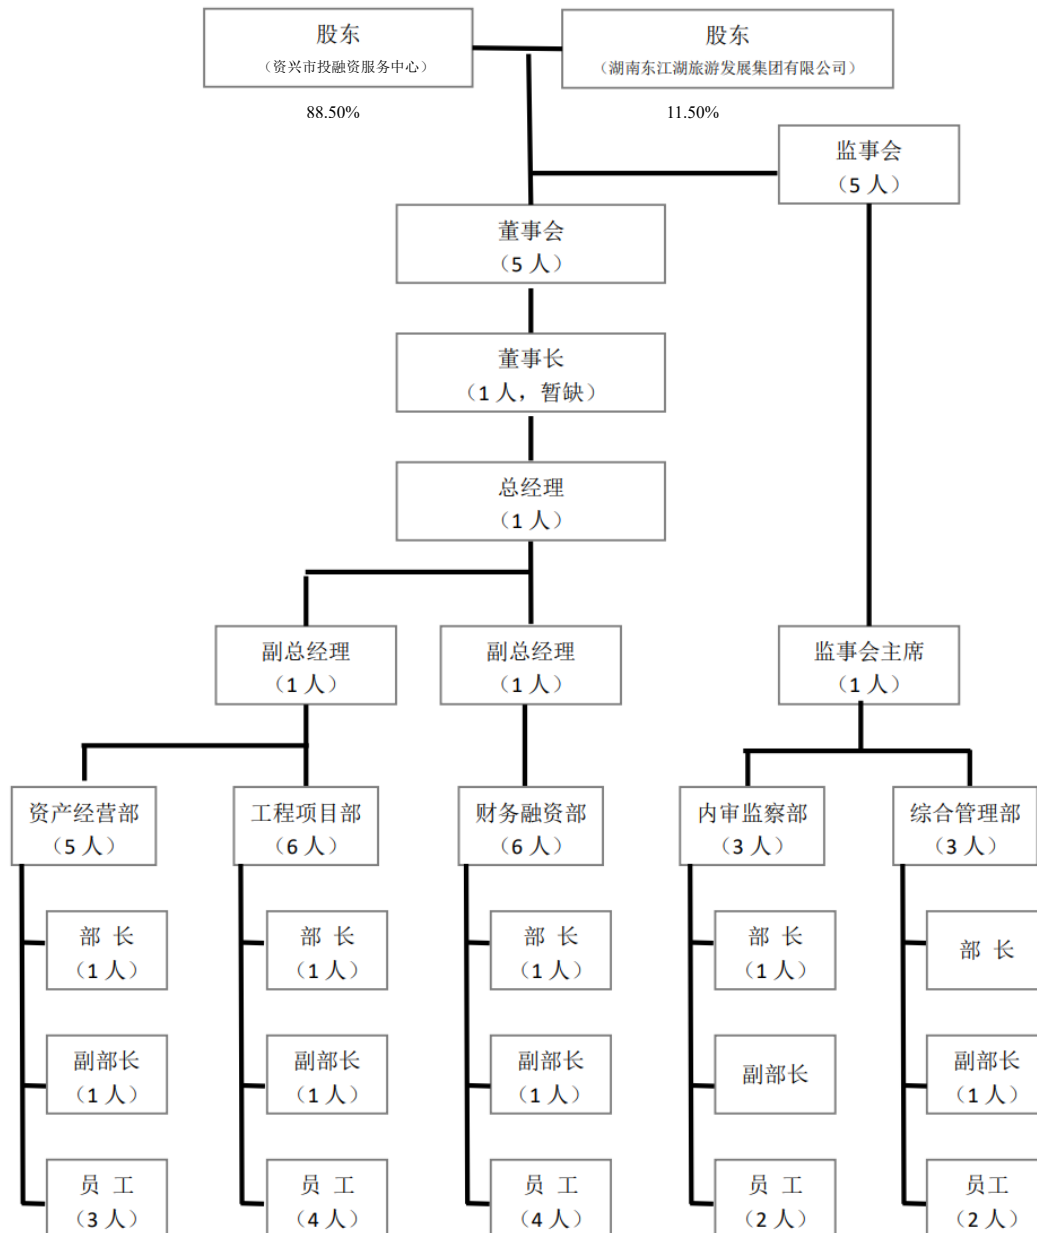 股东
（资兴市投融资服务中心）
股东
（湖南东江湖旅游发展集团有限公司）
88.50%
11.50%
监事会
（5 人）
董事会
（5 人）
董事长
（1 人，暂缺）
总经理
（1 人）
副总经理
（1 人）
副总经理
（1 人）
监事会主席
（1 人）
资产经营部
（5 人）
工程项目部
（6 人）
财务融资部
（6 人）
内审监察部
（3 人）
综合管理部
（3 人）
部 长
（1 人）
部 长
（1 人）
部 长
（1 人）
部 长
（1 人）
部 长
副部长
（1 人）
副部长
（1 人）
副部长
（1 人）
副部长
副部长
（1 人）
员 工
（3 人）
员 工
（4 人）
员 工
（4 人）
员 工
（2 人）
员工
（2 人）